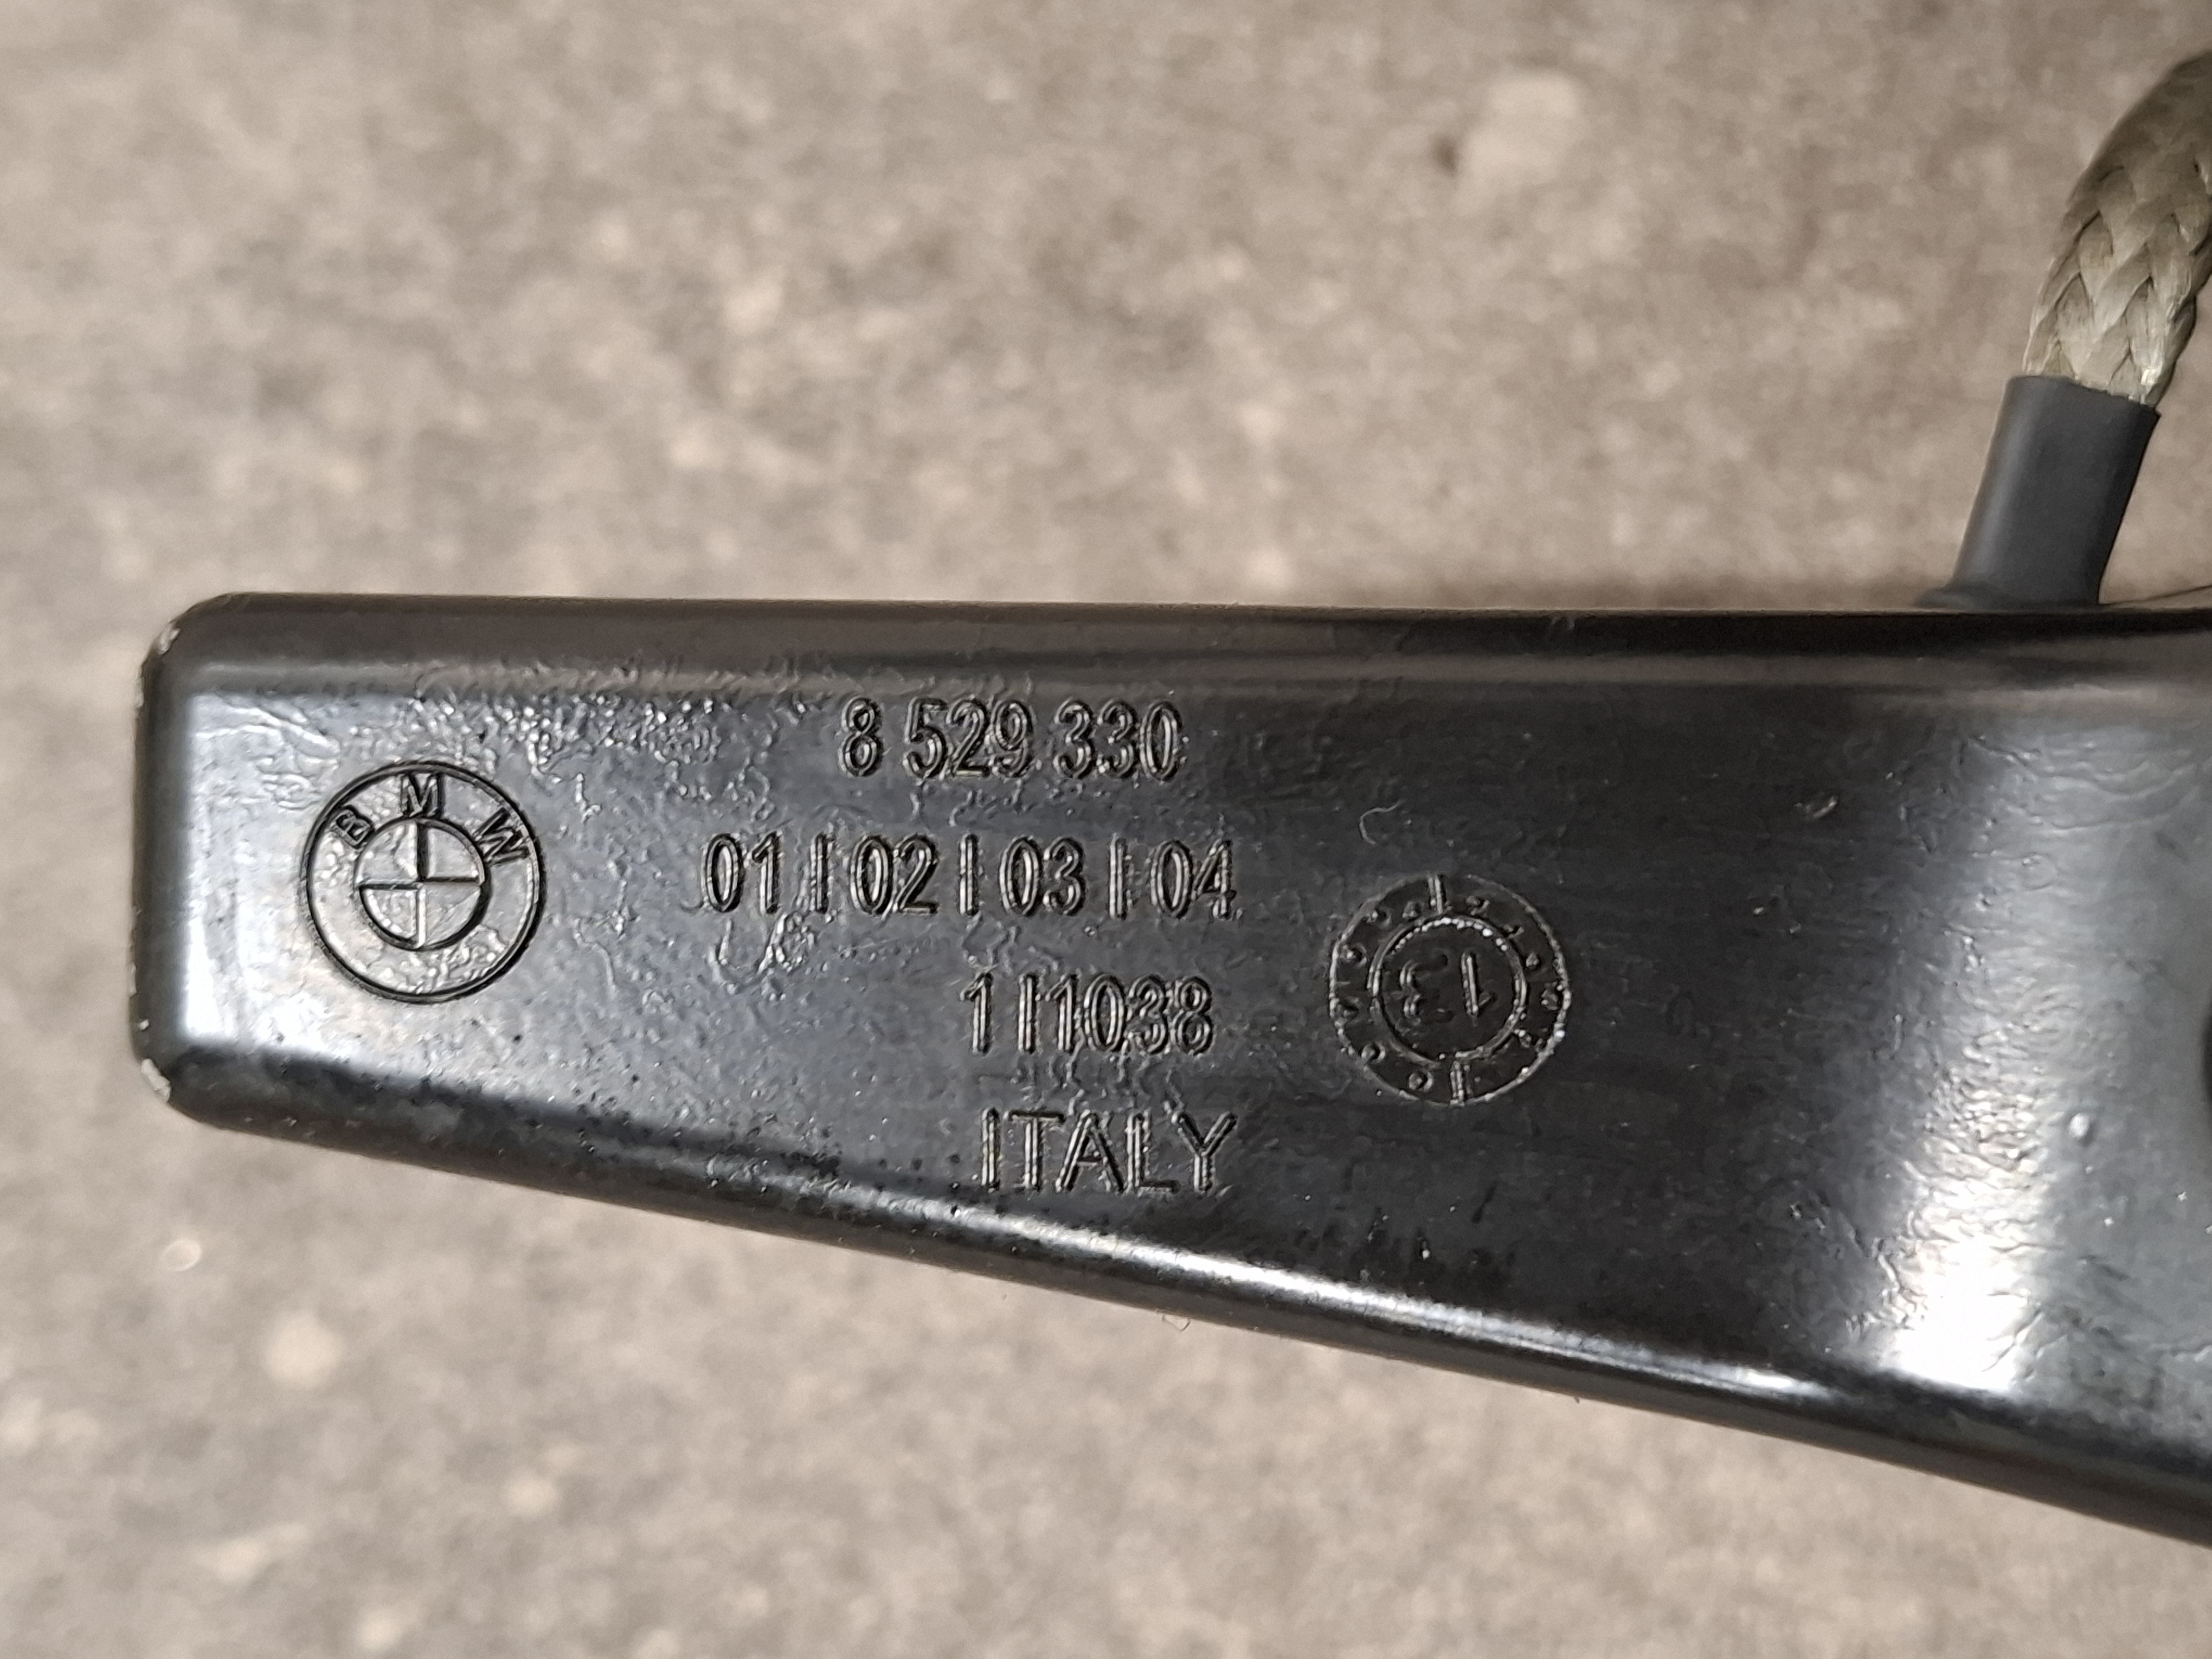 BMW
8 529 330
01 | 02 | 03 | 04
1 | 1038
ITALY
13